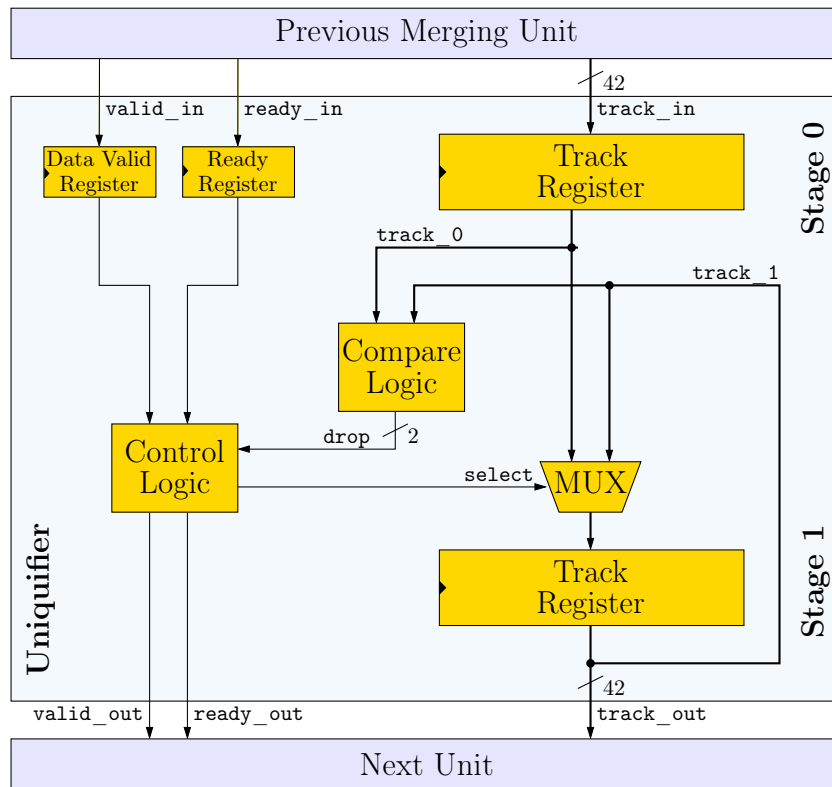 Previous Merging Unit
42
valid_in
ready_in
track_in
Data Valid
Register
Ready
Register
Track
Register
Stage 0
track_0
track_1
Compare
Logic
drop
2
Control
Logic
select
MUX
Track
Register
Stage 1
Uniquifier
42
valid_out
ready_out
track_out
Next Unit